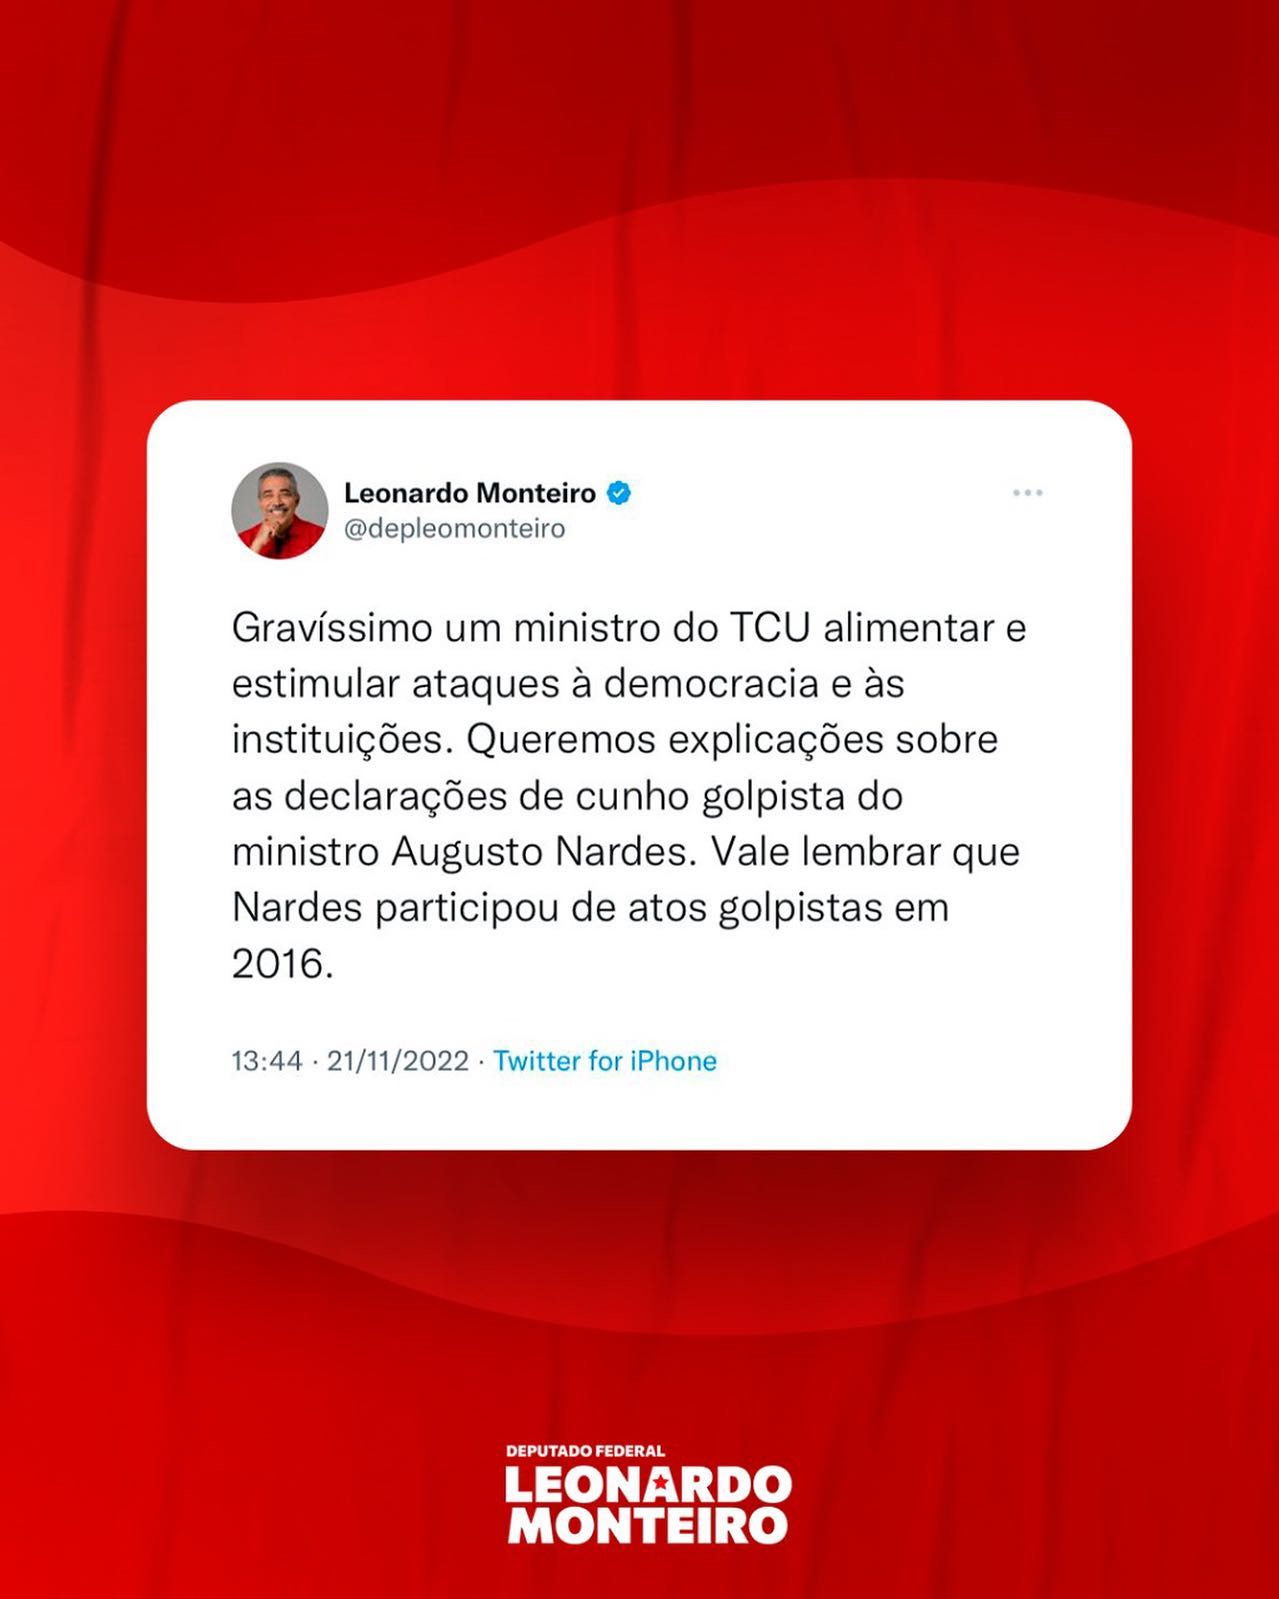 Leonardo Monteiro
@depleomonteiro
Gravíssimo um ministro do TCU alimentar e
estimular ataques à democracia e às
instituições. Queremos explicações sobre
as declarações de cunho golpista do
ministro Augusto Nardes. Vale lembrar que
Nardes participou de atos golpistas em
2016.
13:44 · 21/11/2022 · Twitter for iPhone
DEPUTADO FEDERAL
LEONARDO
MONTEIRO